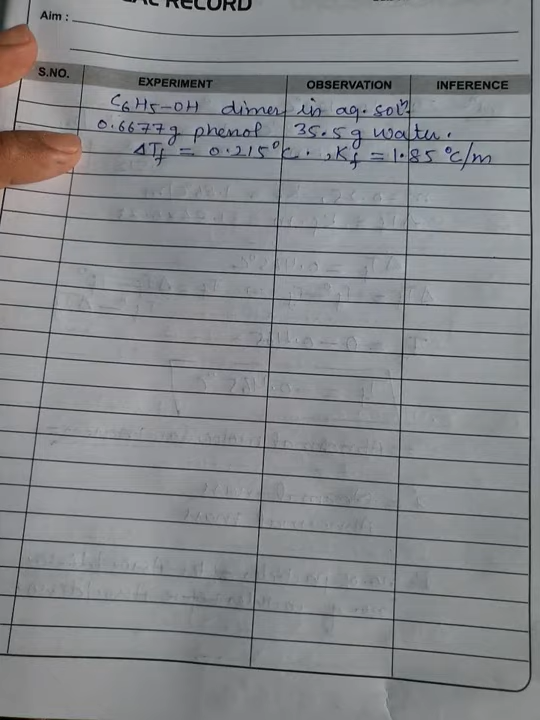 RECORD
Aim :
S.NO. EXPERIMENT OBSERVATION INFERENCE
C6H5-OH dimer in aq. solⁿ
0.6677g phenol 35.5g water.
ΔTf = 0.215°C. , Kf = 1.85 °C/m